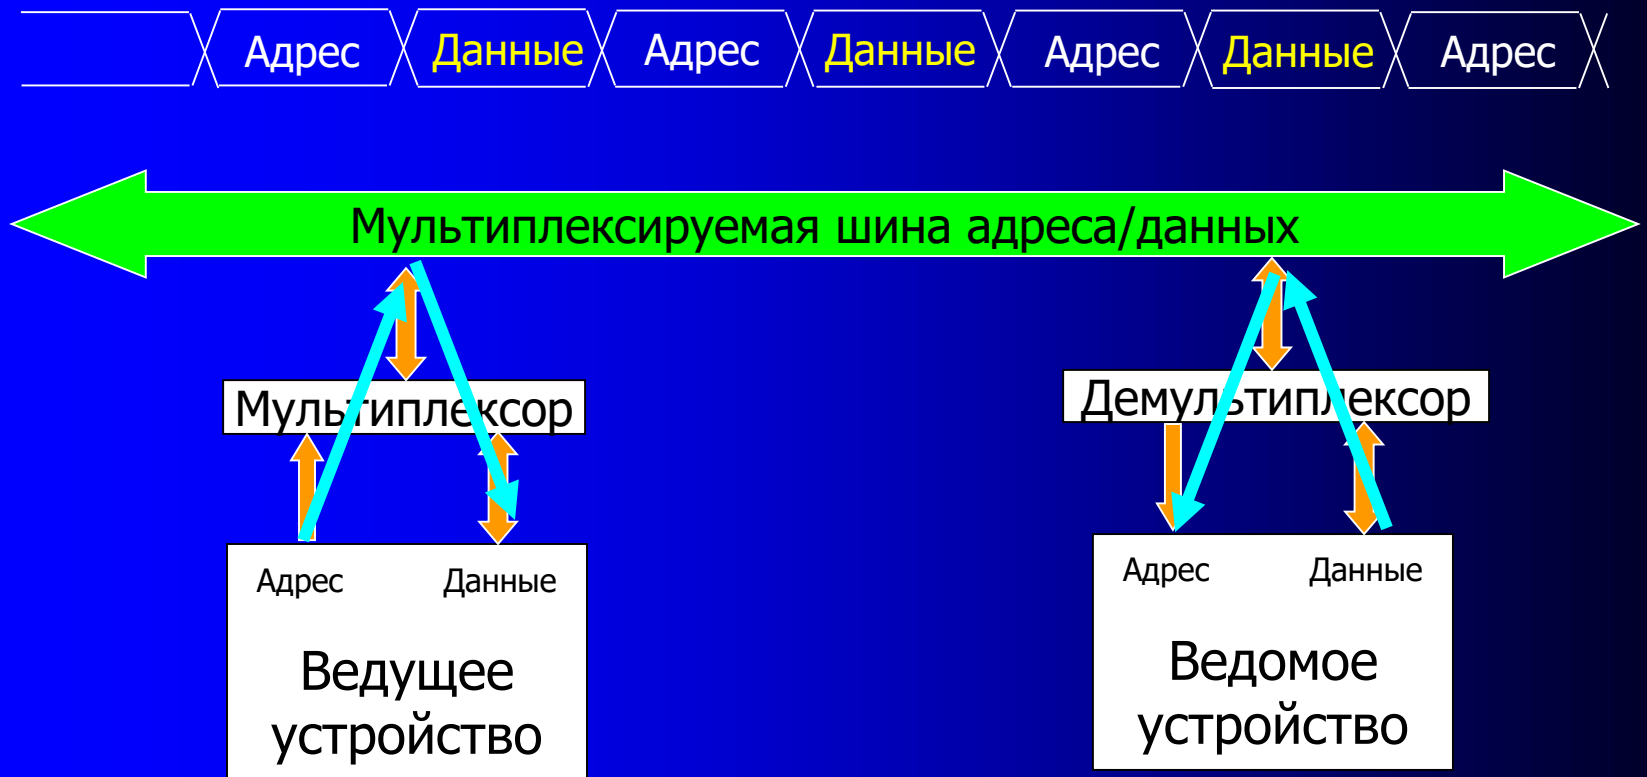 Адрес Данные Адрес Данные Адрес Данные Адрес
Мультиплексируемая шина адреса/данных
Мультиплексор
Демультиплексор
Адрес Данные
Ведущее
устройство
Адрес Данные
Ведомое
устройство